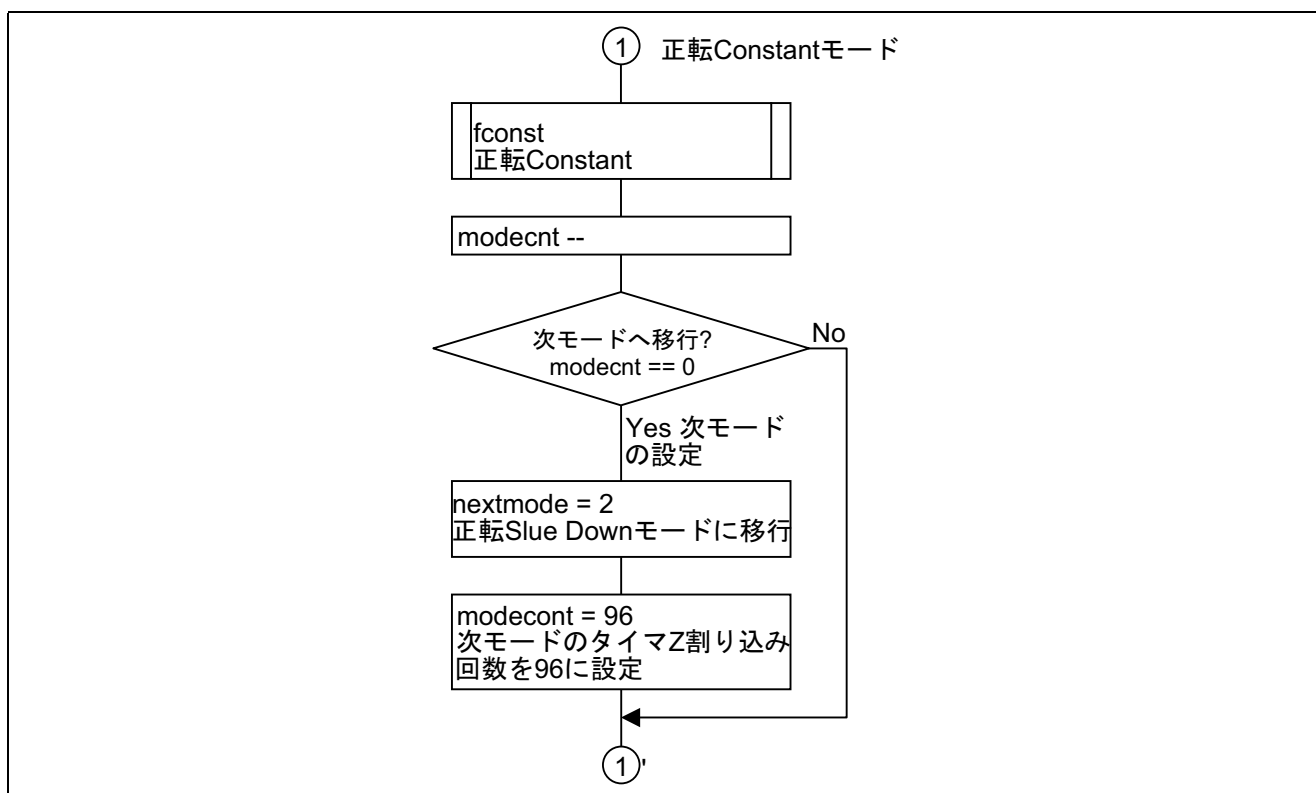 1 正転Constantモード
fconst
正転Constant
modecnt --
次モードへ移行?
modecnt == 0
No
Yes 次モード
の設定
nextmode = 2
正転Slue Downモードに移行
modecont = 96
次モードのタイマZ割り込み
回数を96に設定
1'